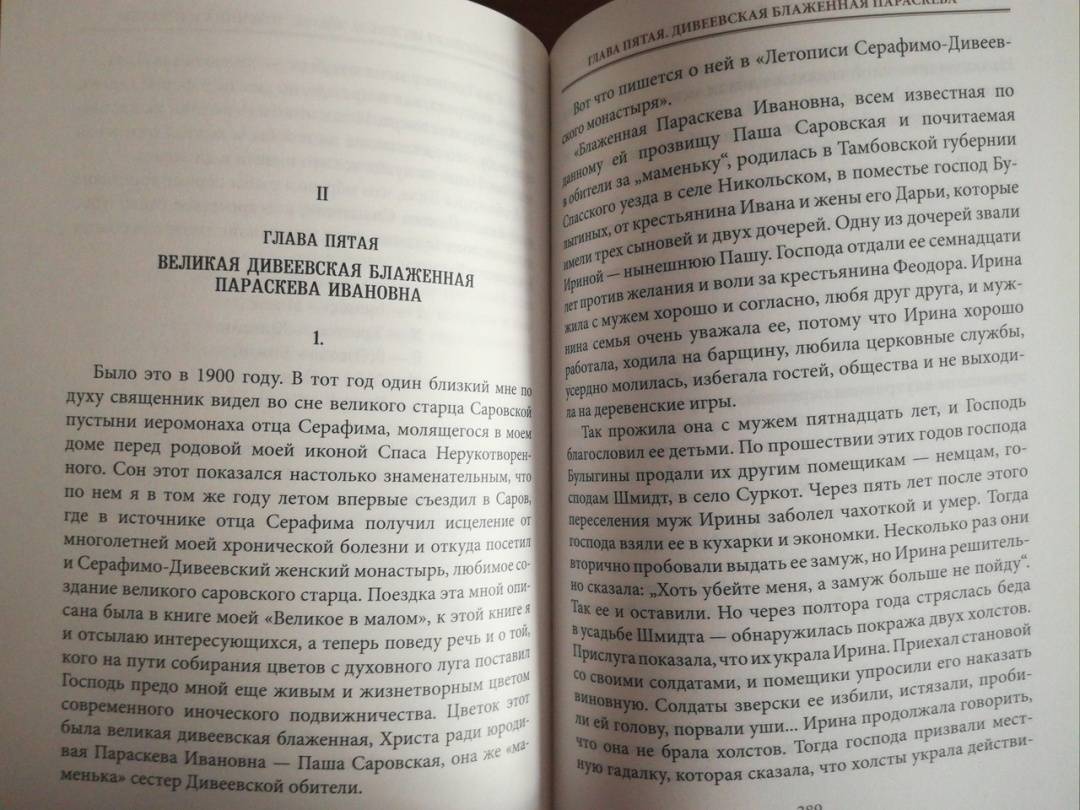 II
ГЛАВА ПЯТАЯ
ВЕЛИКАЯ ДИВЕЕВСКАЯ БЛАЖЕННАЯ
ПАРАСКЕВА ИВАНОВНА
1.
Было это в 1900 году. В тот год один близкий мне по
духу священник видел во сне великого старца Саровской
пустыни иеромонаха отца Серафима, молящегося в моем
доме перед родовой моей иконой Спаса Нерукотворен-
ного. Сон этот показался настолько знаменательным, что
по нем я в том же году летом впервые съездил в Саров,
где в источнике отца Серафима получил исцеление от
многолетней моей хронической болезни и откуда посетил
и Серафимо-Дивеевский женский монастырь, любимое со-
здание великого саровского старца. Поездка эта мной опи-
сана была в книге моей «Великое в малом», к этой книге я
и отсылаю интересующихся, а теперь поведу речь и о той,
кого на пути собирания цветов с духовного луга поставил
Господь предо мной еще живым и жизнетворным цветом
современного иноческого подвижничества. Цветок этот
была великая дивеевская блаженная, Христа ради юроди-
вая Параскева Ивановна — Паша Саровская, она же «ма-
менька» сестер Дивеевской обители.
ГЛАВА ПЯТАЯ. ДИВЕЕВСКАЯ БЛАЖЕННАЯ ПАРАСКЕВА
Вот что пишется о ней в «Летописи Серафимо-Дивеев-
ского монастыря».
«Блаженная Параскева Ивановна, всем известная по
данному ей прозвищу Паша Саровская и почитаемая
в обители за „маменьку“, родилась в Тамбовской губернии
Спасского уезда в селе Никольском, в поместье господ Бу-
лыгиных, от крестьянина Ивана и жены его Дарьи, которые
имели трех сыновей и двух дочерей. Одну из дочерей звали
Ириной — нынешнюю Пашу. Господа отдали ее семнадцати
лет против желания и воли за крестьянина Феодора. Ирина
жила с мужем хорошо и согласно, любя друг друга, и муж-
нина семья очень уважала ее, потому что Ирина хорошо
работала, ходила на барщину, любила церковные службы,
усердно молилась, избегала гостей, общества и не выходи-
ла на деревенские игры.
Так прожила она с мужем пятнадцать лет, и Господь
благословил ее детьми. По прошествии этих годов господа
Булыгины продали их другим помещикам — немцам, го-
сподам Шмидт, в село Суркот. Через пять лет после этого
переселения муж Ирины заболел чахоткой и умер. Тогда
господа взяли ее в кухарки и экономки. Несколько раз они
вторично пробовали выдать ее замуж, но Ирина решитель-
но сказала: „Хоть убейте меня, а замуж больше не пойду“.
Так ее и оставили. Но через полтора года стряслась беда
в усадьбе Шмидта — обнаружилась покража двух холстов.
Прислуга показала, что их украла Ирина. Приехал становой
со своими солдатами, и помещики упросили его наказать
виновную. Солдаты зверски ее избили, истязали, проби-
ли ей голову, порвали уши... Ирина продолжала говорить,
что она не брала холстов. Тогда господа призвали мест-
ную гадалку, которая сказала, что холсты украла действи-
289